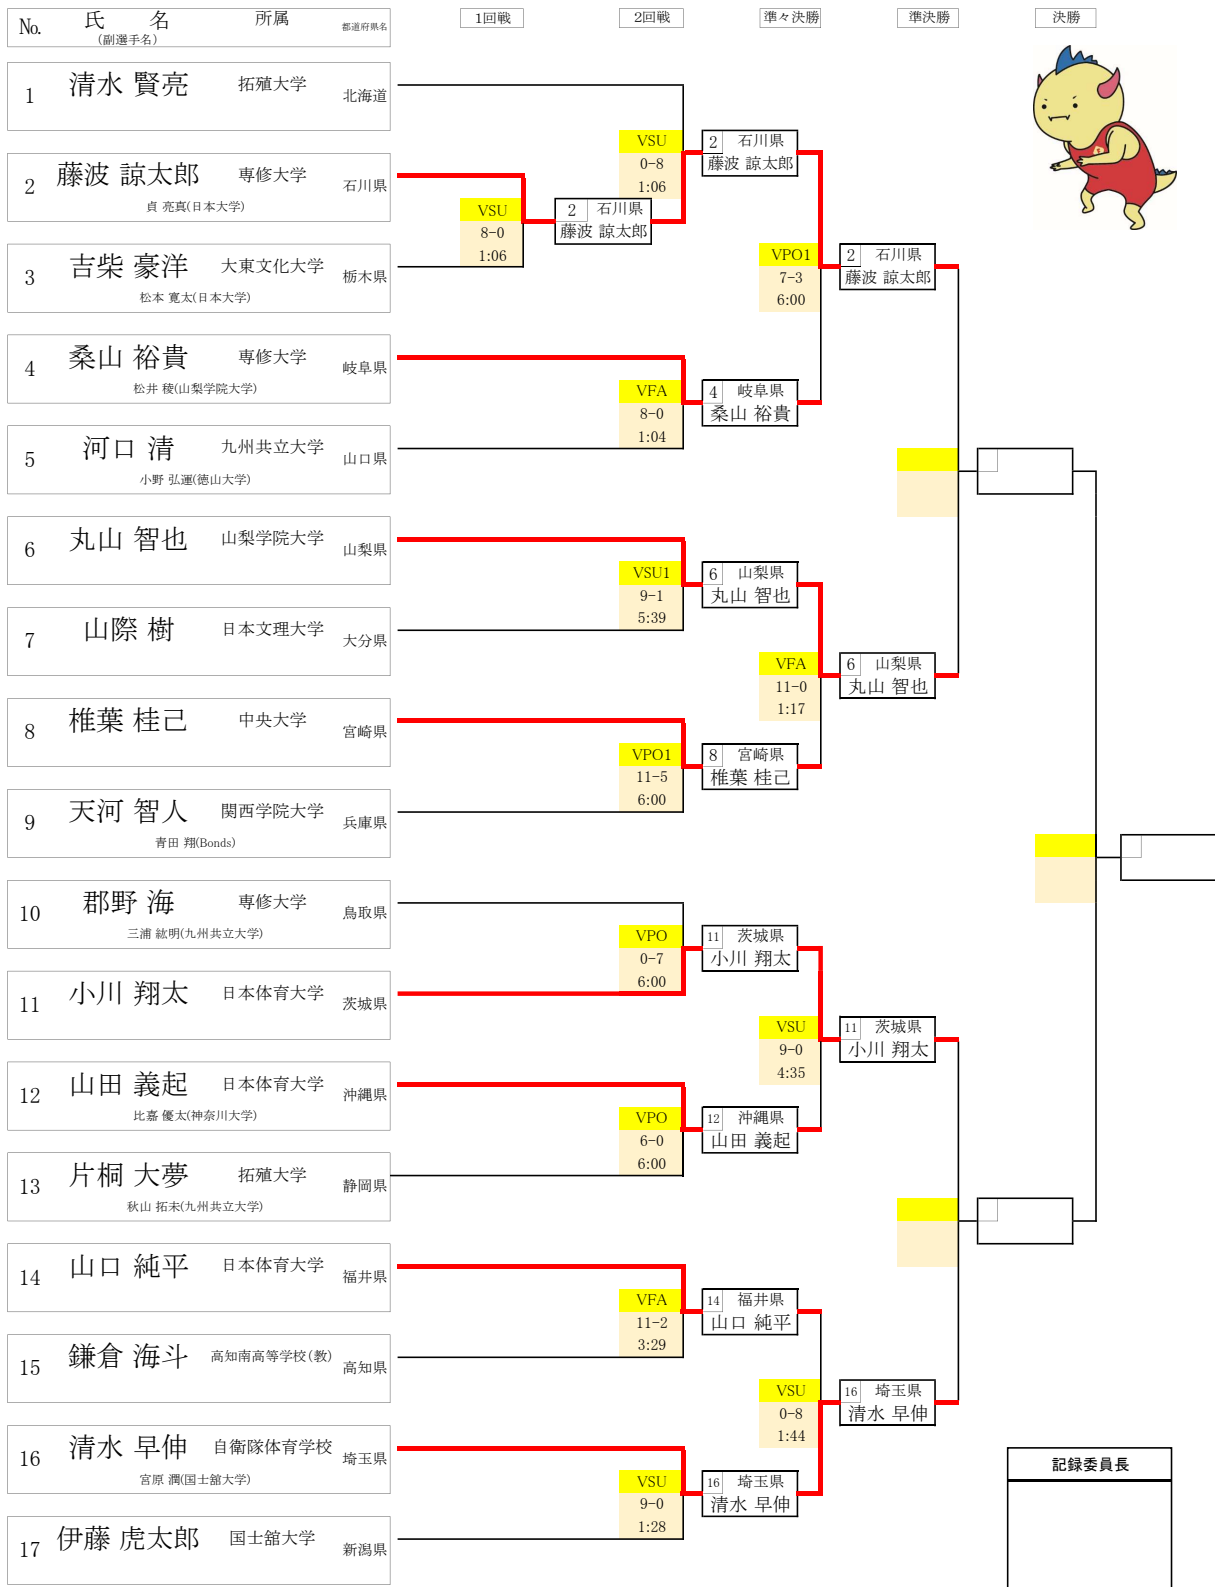 No. 氏 名 所属 都道府県名 1回戦 2回戦 準々決勝 準決勝 決勝
(副選手名)
1 清水 賢亮 拓殖大学 北海道
2 藤波 諒太郎 専修大学 石川県
貞 亮真(日本大学)
3 吉柴 豪洋 大東文化大学 栃木県
松本 寛太(日本大学)
4 桑山 裕貴 専修大学 岐阜県
松井 稜(山梨学院大学)
5 河口 清 九州共立大学 山口県
小野 弘運(徳山大学)
6 丸山 智也 山梨学院大学 山梨県
7 山際 樹 日本文理大学 大分県
8 椎葉 桂己 中央大学 宮崎県
9 天河 智人 関西学院大学 兵庫県
青田 翔(Bonds)
10 郡野 海 専修大学 鳥取県
三浦 紘明(九州共立大学)
11 小川 翔太 日本体育大学 茨城県
12 山田 義起 日本体育大学 沖縄県
比嘉 優太(神奈川大学)
13 片桐 大夢 拓殖大学 静岡県
秋山 拓未(九州共立大学)
14 山口 純平 日本体育大学 福井県
15 鎌倉 海斗 高知南高等学校(教) 高知県
16 清水 早伸 自衛隊体育学校 埼玉県
宮原 潤(国士舘大学)
17 伊藤 虎太郎 国士舘大学 新潟県
VSU
8-0
1:06
2 石川県
藤波 諒太郎
VSU
0-8
1:06
2 石川県
藤波 諒太郎
VFA
8-0
1:04
4 岐阜県
桑山 裕貴
VSU1
9-1
5:39
6 山梨県
丸山 智也
VPO1
11-5
6:00
8 宮崎県
椎葉 桂己
VPO
0-7
6:00
11 茨城県
小川 翔太
VPO
6-0
6:00
12 沖縄県
山田 義起
VFA
11-2
3:29
14 福井県
山口 純平
VSU
9-0
1:28
16 埼玉県
清水 早伸
VPO1
7-3
6:00
2 石川県
藤波 諒太郎
VFA
11-0
1:17
6 山梨県
丸山 智也
VSU
9-0
4:35
11 茨城県
小川 翔太
VSU
0-8
1:44
16 埼玉県
清水 早伸
記録委員長